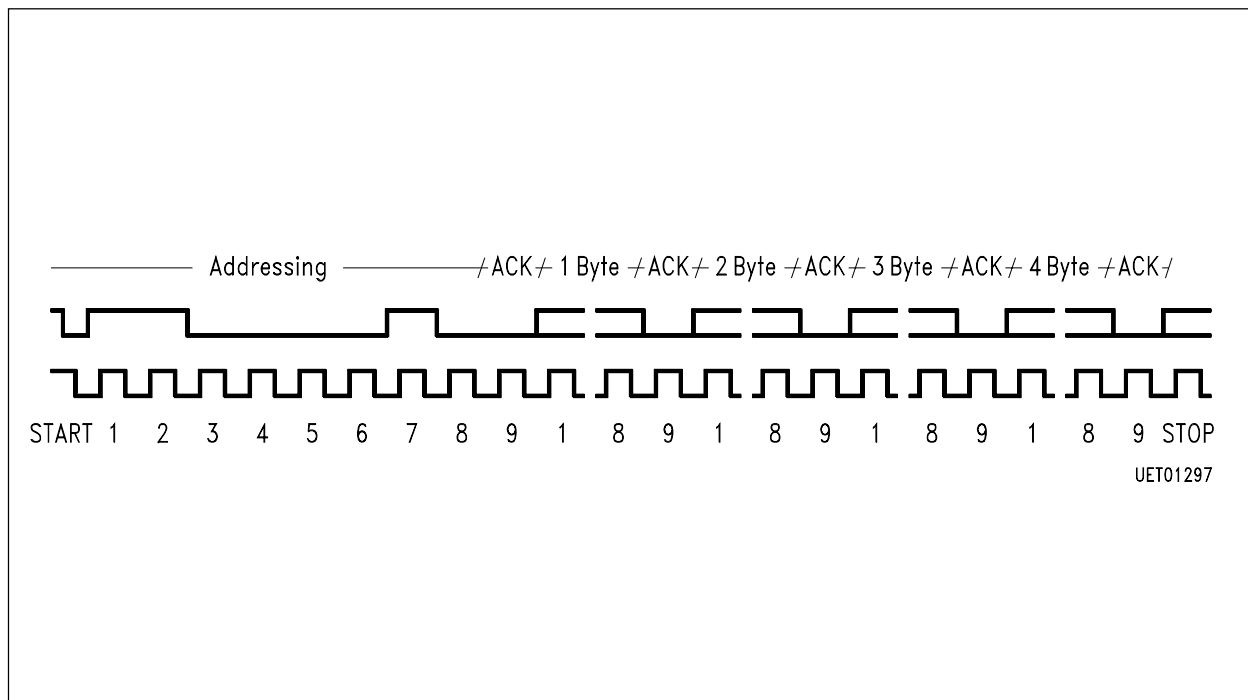 Addressing ACK 1 Byte ACK 2 Byte ACK 3 Byte ACK 4 Byte ACK
START 1 2 3 4 5 6 7 8 9 1 8 9 1 8 9 1 8 9 1 8 9 STOP
UET01297